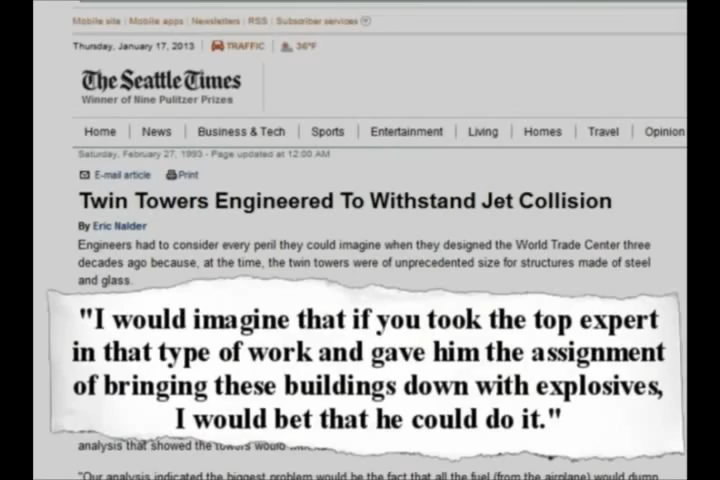 Mobile site | Mobile apps | Newsletters | RSS | Subscriber services
Thursday, January 17, 2013 | TRAFFIC | 36°F
The Seattle Times
Winner of Nine Pulitzer Prizes
Home | News | Business & Tech | Sports | Entertainment | Living | Homes | Travel | Opinion
Saturday, February 27, 1993 - Page updated at 12:00 AM
E-mail article Print
Twin Towers Engineered To Withstand Jet Collision
By Eric Nalder
Engineers had to consider every peril they could imagine when they designed the World Trade Center three
decades ago because, at the time, the twin towers were of unprecedented size for structures made of steel
and glass.
"I would imagine that if you took the top expert
in that type of work and gave him the assignment
of bringing these buildings down with explosives,
I would bet that he could do it."
analysis that showed the towers would
"Our analysis indicated the biggest problem would be the fact that all the fuel (from the airplane) would dump